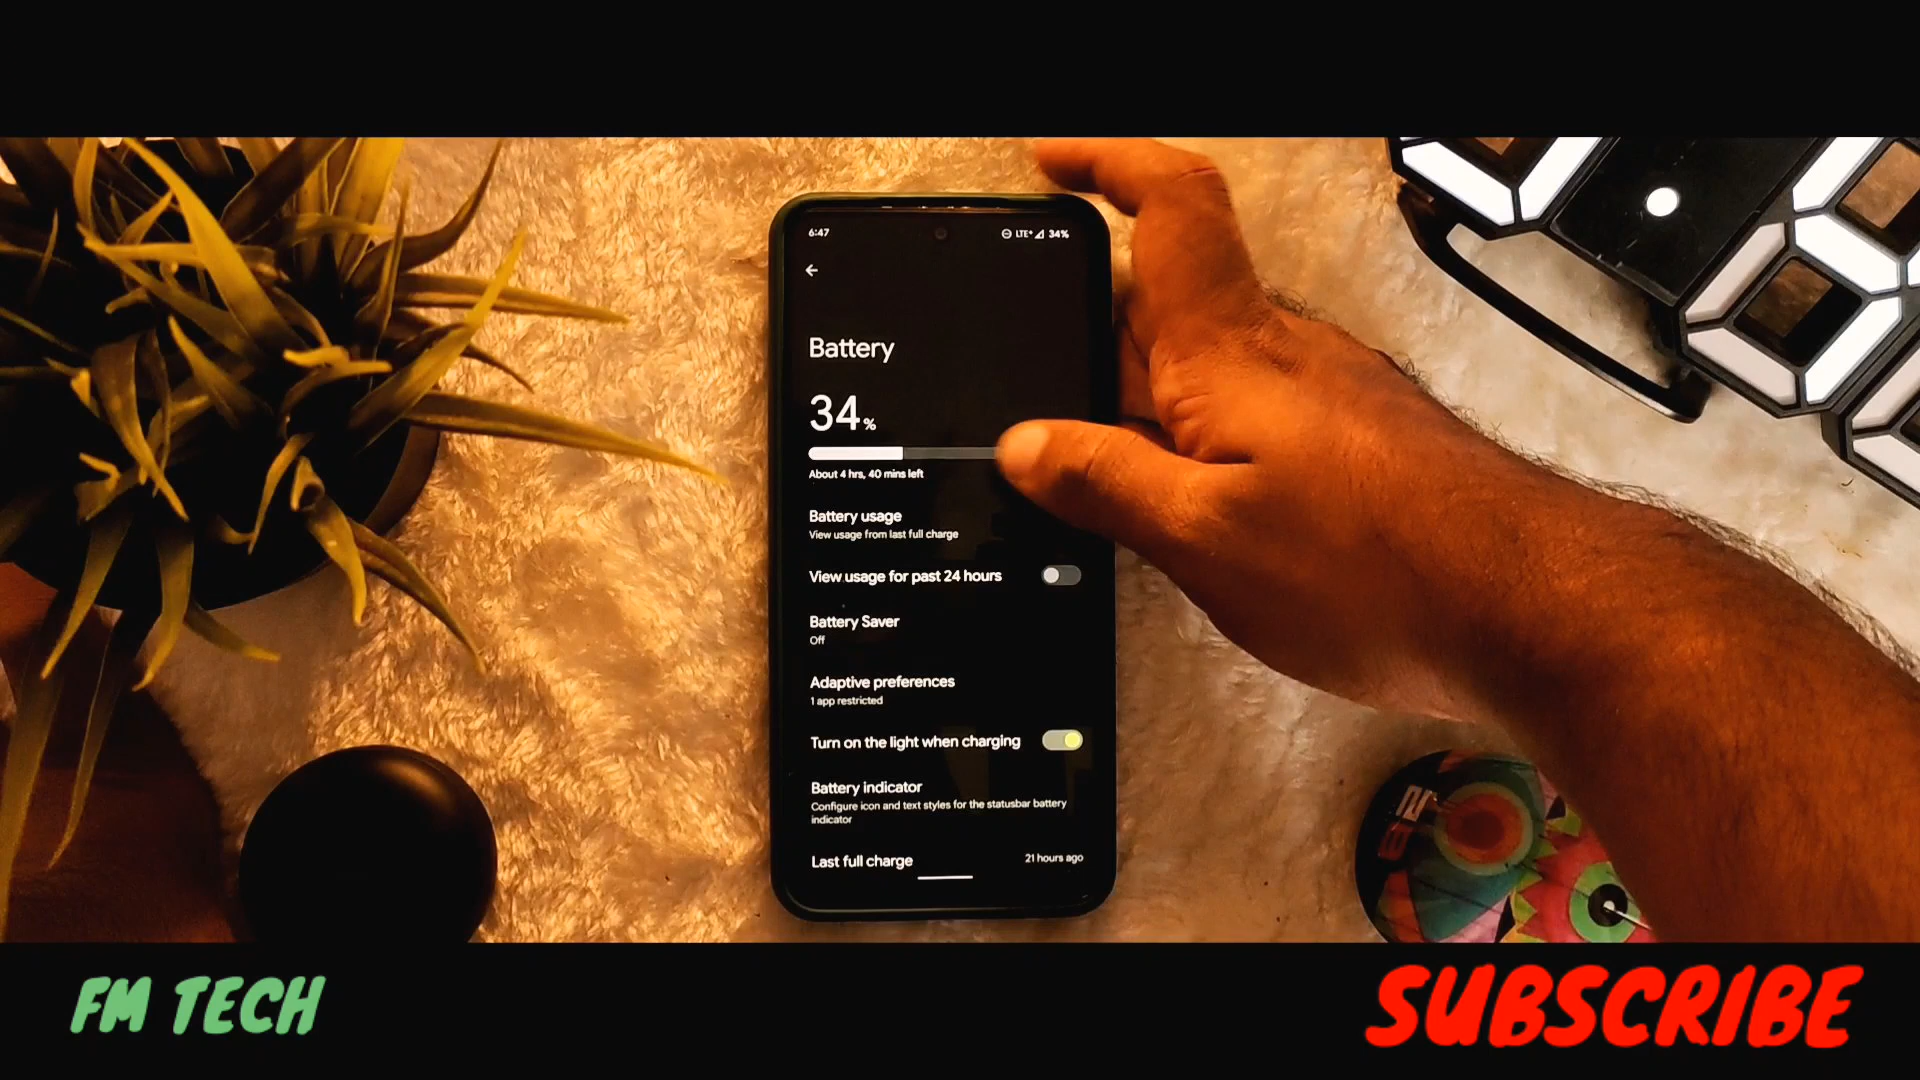 6:47 LTE+ 34%
Battery
34%
About 4 hrs, 40 mins left
Battery usage
View usage from last full charge
View usage for past 24 hours
Battery Saver
Off
Adaptive preferences
1 app restricted
Turn on the light when charging
Battery indicator
Configure icon and text styles for the statusbar battery
indicator
Last full charge 21 hours ago
FM TECH
SUBSCRIBE